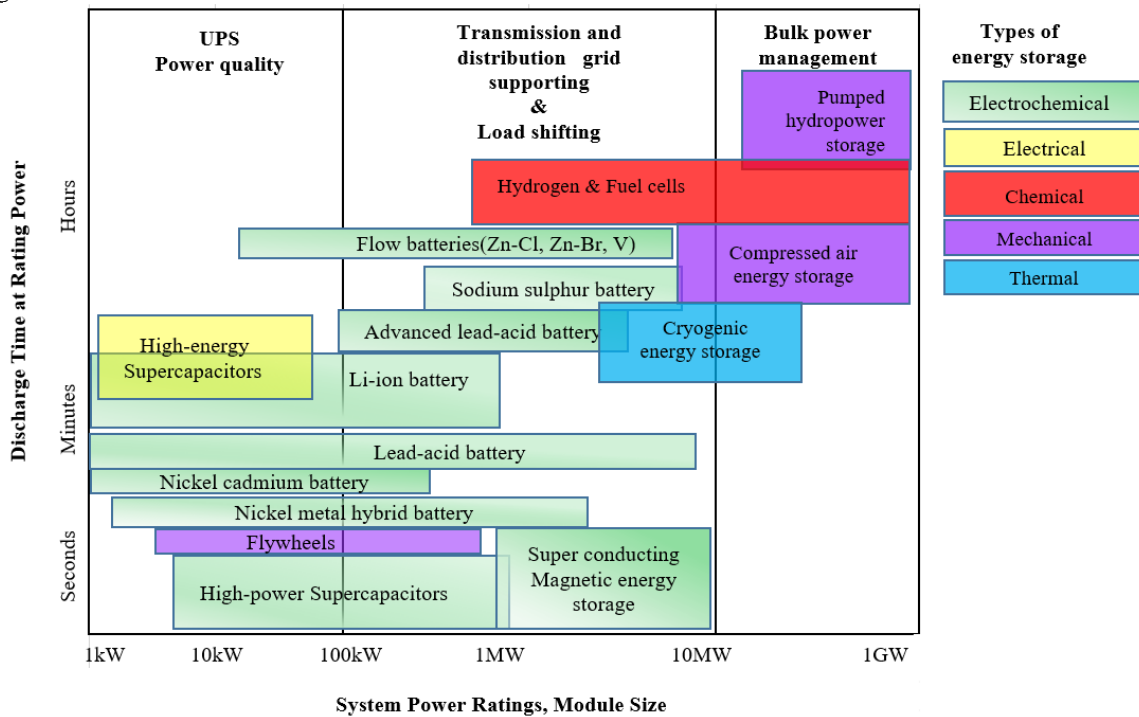 UPS
Power quality
Transmission and
distribution grid
supporting
&
Load shifting
Bulk power
management
Types of
energy storage
Electrochemical
Electrical
Chemical
Mechanical
Thermal
Pumped
hydropower
storage
Hydrogen & Fuel cells
Flow batteries(Zn-Cl, Zn-Br, V)
Compressed air
energy storage
Sodium sulphur battery
Advanced lead-acid battery
Cryogenic
energy storage
High-energy
Supercapacitors
Li-ion battery
Lead-acid battery
Nickel cadmium battery
Nickel metal hybrid battery
Flywheels
High-power Supercapacitors
Super conducting
Magnetic energy
storage
Discharge Time at Rating Power
Hours
Minutes
Seconds
1kW
10kW
100kW
1MW
10MW
1GW
System Power Ratings, Module Size